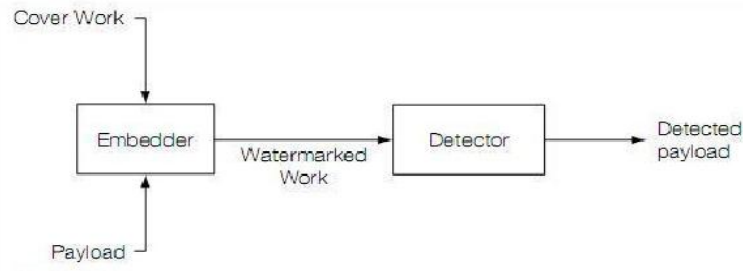 Cover Work
Embedder
Watermarked
Work
Detector
Detected
payload
Payload